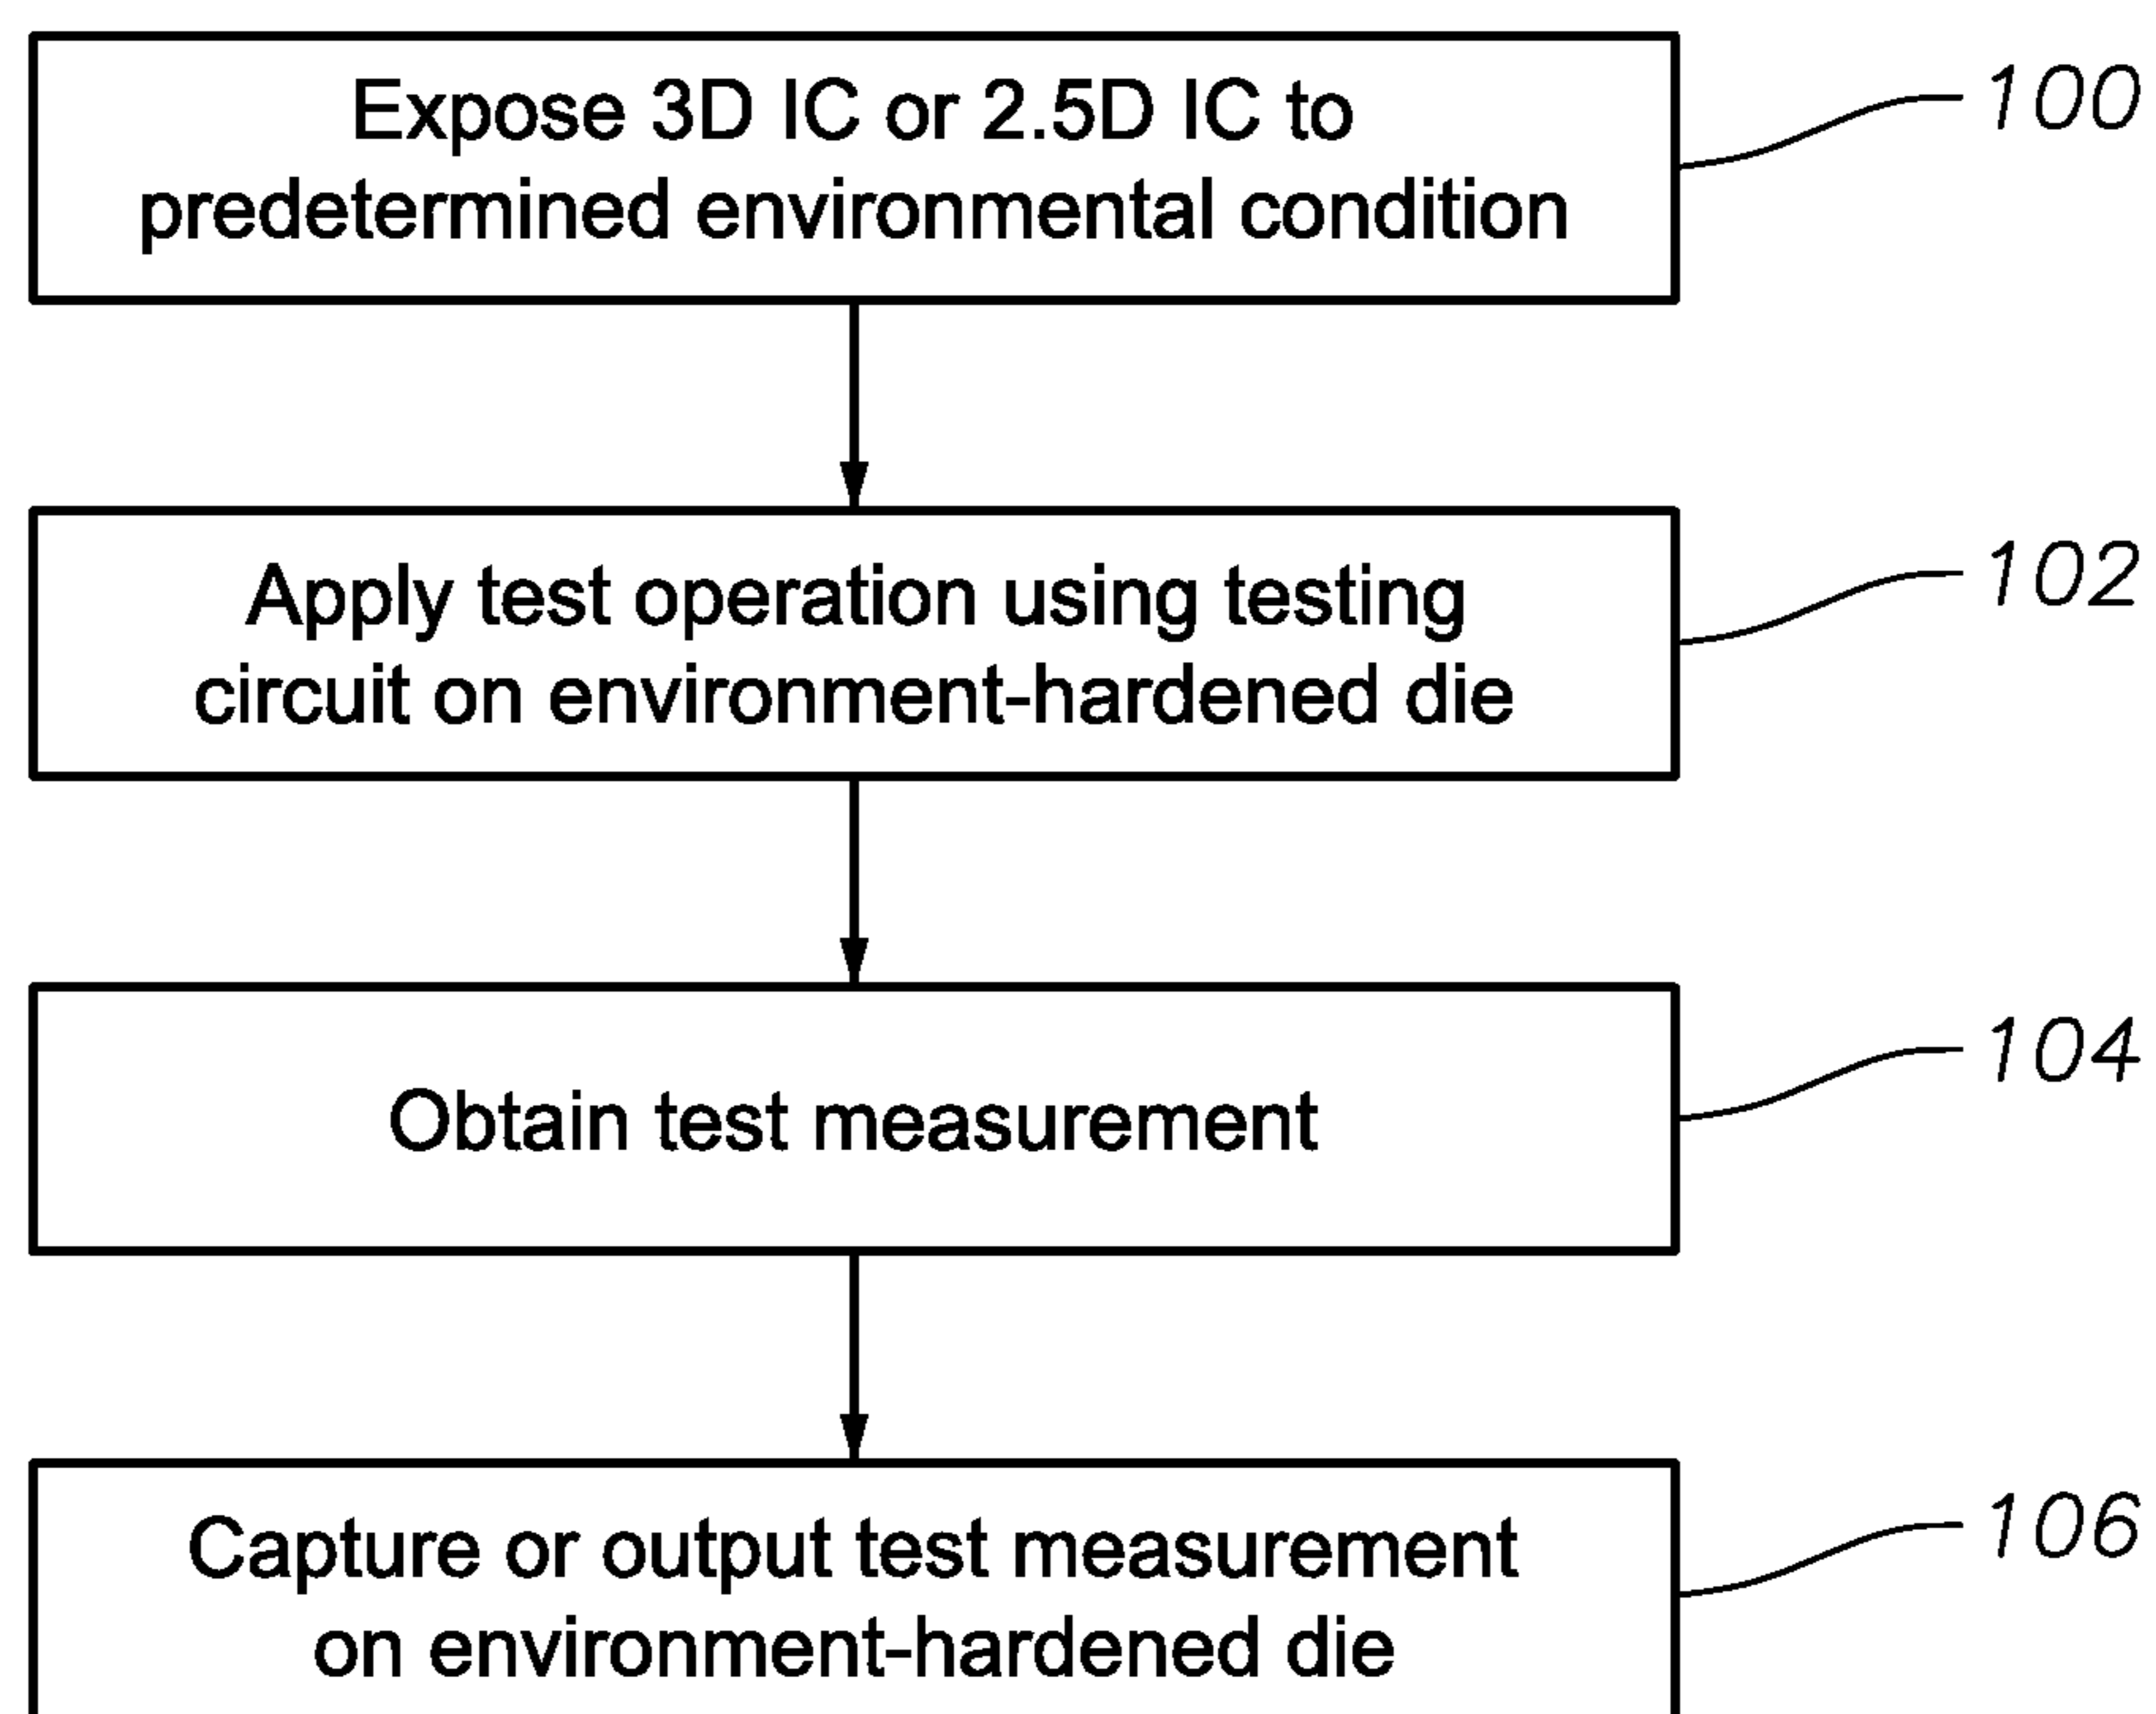 Expose 3D IC or 2.5D IC to
predetermined environmental condition
100
Apply test operation using testing
circuit on environment-hardened die
102
Obtain test measurement
104
Capture or output test measurement
on environment-hardened die
106